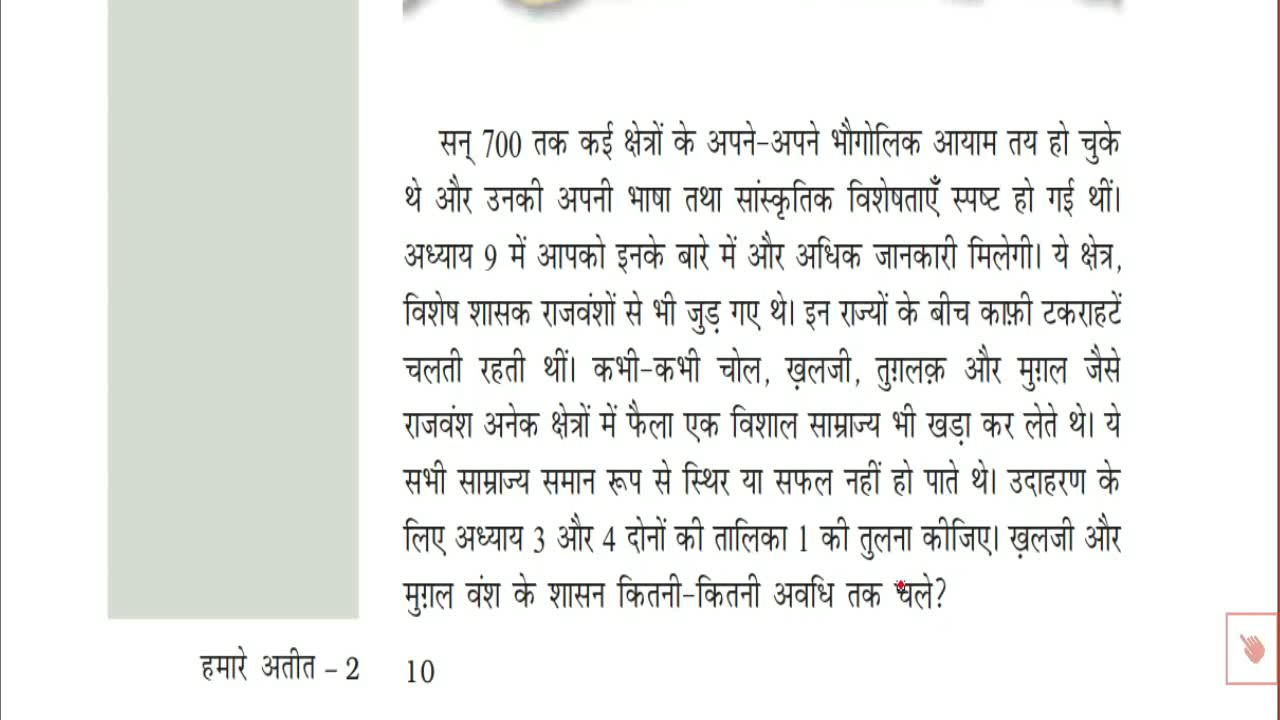 सन् 700 तक कई क्षेत्रों के अपने-अपने भौगोलिक आयाम तय हो चुके
थे और उनकी अपनी भाषा तथा सांस्कृतिक विशेषताएँ स्पष्ट हो गई थीं।
अध्याय 9 में आपको इनके बारे में और अधिक जानकारी मिलेगी। ये क्षेत्र,
विशेष शासक राजवंशों से भी जुड़ गए थे। इन राज्यों के बीच काफ़ी टकराहटें
चलती रहती थीं। कभी-कभी चोल, ख़लजी, तुग़लक़ और मुग़ल जैसे
राजवंश अनेक क्षेत्रों में फैला एक विशाल साम्राज्य भी खड़ा कर लेते थे। ये
सभी साम्राज्य समान रूप से स्थिर या सफल नहीं हो पाते थे। उदाहरण के
लिए अध्याय 3 और 4 दोनों की तालिका 1 की तुलना कीजिए। ख़लजी और
मुग़ल वंश के शासन कितनी-कितनी अवधि तक चले?
हमारे अतीत – 2 10